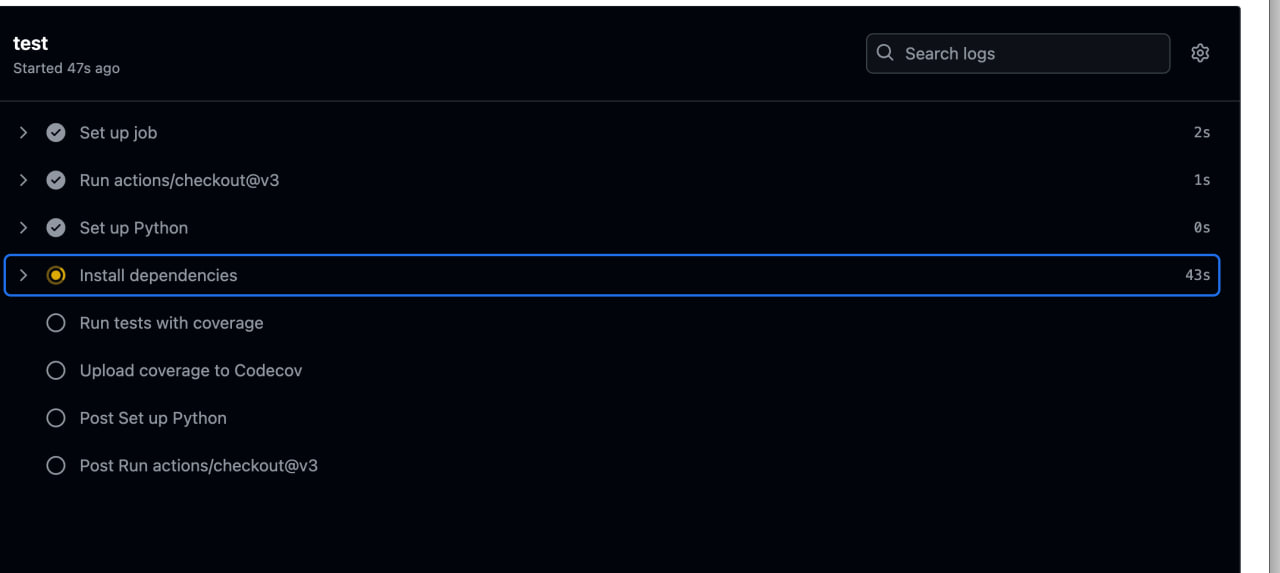 test
Started 47s ago
Search logs
Set up job 2s
Run actions/checkout@v3 1s
Set up Python 0s
Install dependencies 43s
Run tests with coverage
Upload coverage to Codecov
Post Set up Python
Post Run actions/checkout@v3